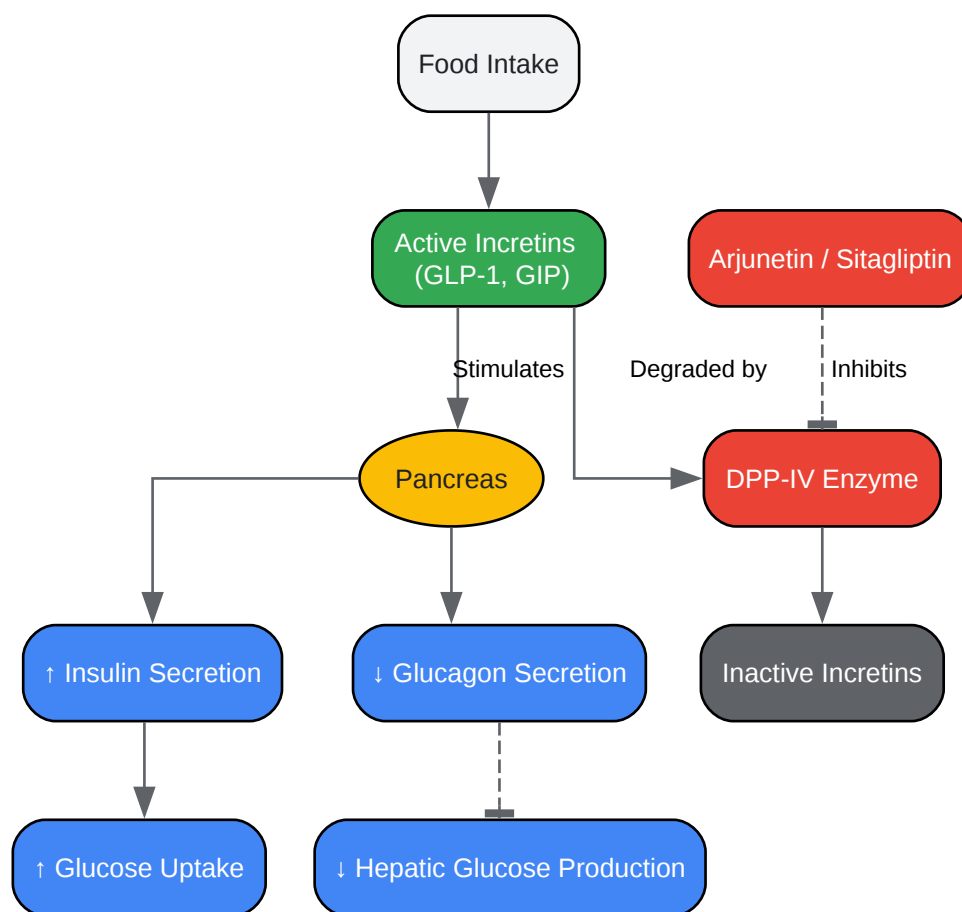 Food Intake
Active Incretins
(GLP-1, GIP)
Arjunetin / Sitagliptin
Stimulates
Degraded by
Inhibits
Pancreas
DPP-IV Enzyme
↑ Insulin Secretion
↓ Glucagon Secretion
Inactive Incretins
↑ Glucose Uptake
↓ Hepatic Glucose Production